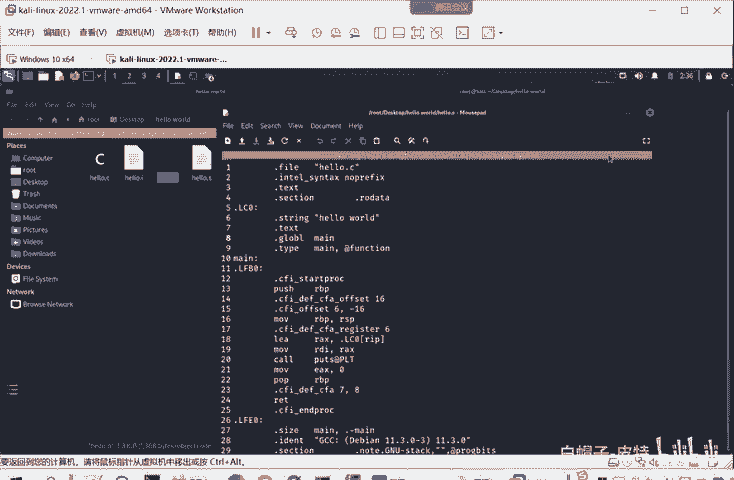 kali-linux-2022.1-vmware-amd64 - VMware Workstation
文件(F) 编辑(E) 查看(V) 虚拟机(M) 选项卡(T) 帮助(H)
Windows 10 x64 kali-linux-2022.1-vmware-...
1 2 3 4
2:36
/root/Desktop/hello world/hello.s - Mousepad
File Edit View Go Help
root Desktop hello world
File Edit Search View Document Help
Places
Computer
root
Desktop
Trash
Documents
Music
Pictures
Videos
Downloads
Devices
File System
Network
Browse Network
C
hello.c hello.i hello.s
1 .file "hello.c"
2 .intel_syntax noprefix
3 .text
4 .section .rodata
5 .LC0:
6 .string "hello world"
7 .text
8 .globl main
9 .type main, @function
10 main:
11 .LFB0:
12 .cfi_startproc
13 push rbp
14 .cfi_def_cfa_offset 16
15 .cfi_offset 6, -16
16 mov rbp, rsp
17 .cfi_def_cfa_register 6
18 lea rax, .LC0[rip]
19 mov rdi, rax
20 call puts@PLT
21 mov eax, 0
22 pop rbp
23 .cfi_def_cfa 7, 8
24 ret
25 .cfi_endproc
26 .LFE0:
27 .size main, .-main
28 .ident "GCC: (Debian 11.3.0-3) 11.3.0"
29 .section .note.GNU-stack,"",@progbits
白帽子-皮特
要返回到您的计算机，请将鼠标指针从虚拟机中移出或按 Ctrl+Alt。